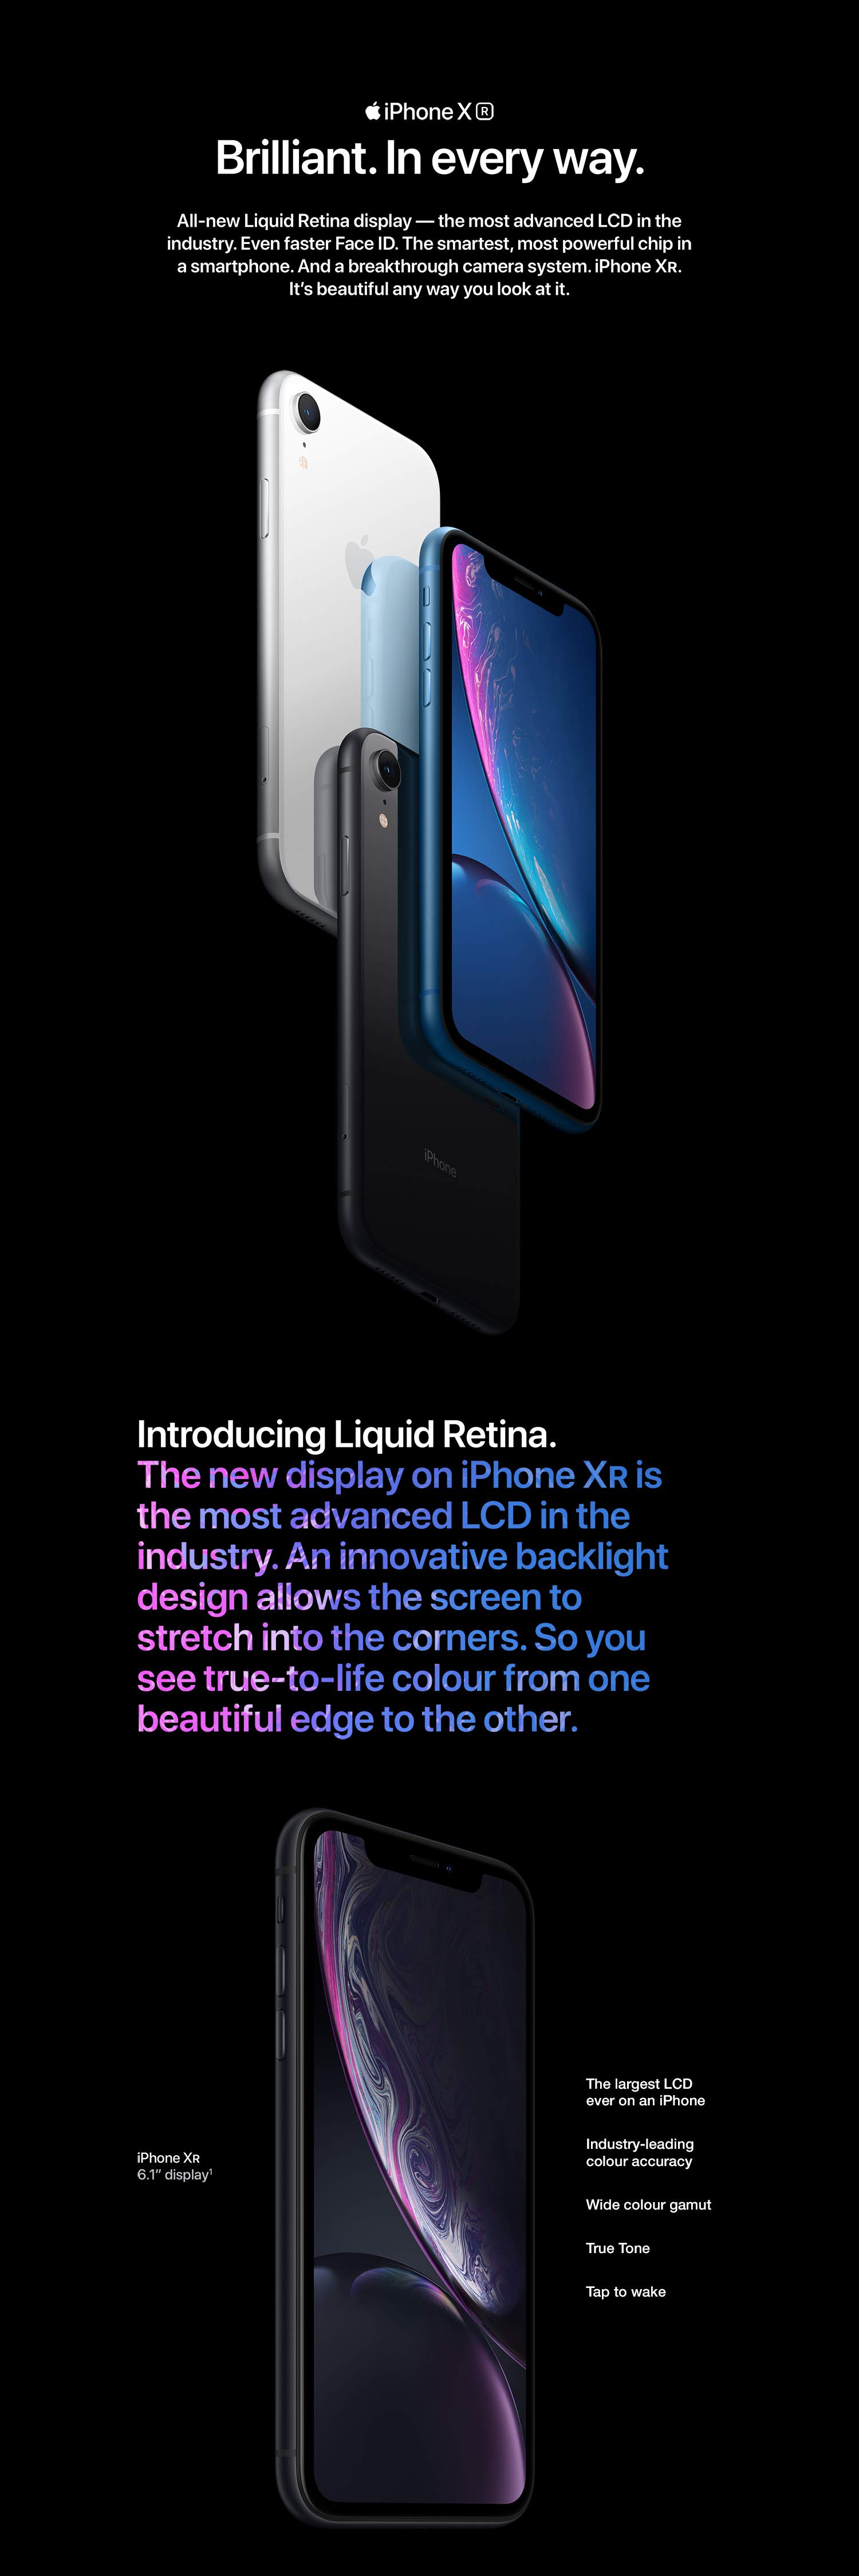 iPhone XR
Brilliant. In every way.
All-new Liquid Retina display — the most advanced LCD in the
industry. Even faster Face ID. The smartest, most powerful chip in
a smartphone. And a breakthrough camera system. iPhone XR.
It’s beautiful any way you look at it.
iPhone
Introducing Liquid Retina.
The new display on iPhone XR is
the most advanced LCD in the
industry. An innovative backlight
design allows the screen to
stretch into the corners. So you
see true-to-life colour from one
beautiful edge to the other.
iPhone XR
6.1″ display¹
The largest LCD
ever on an iPhone
Industry-leading
colour accuracy
Wide colour gamut
True Tone
Tap to wake